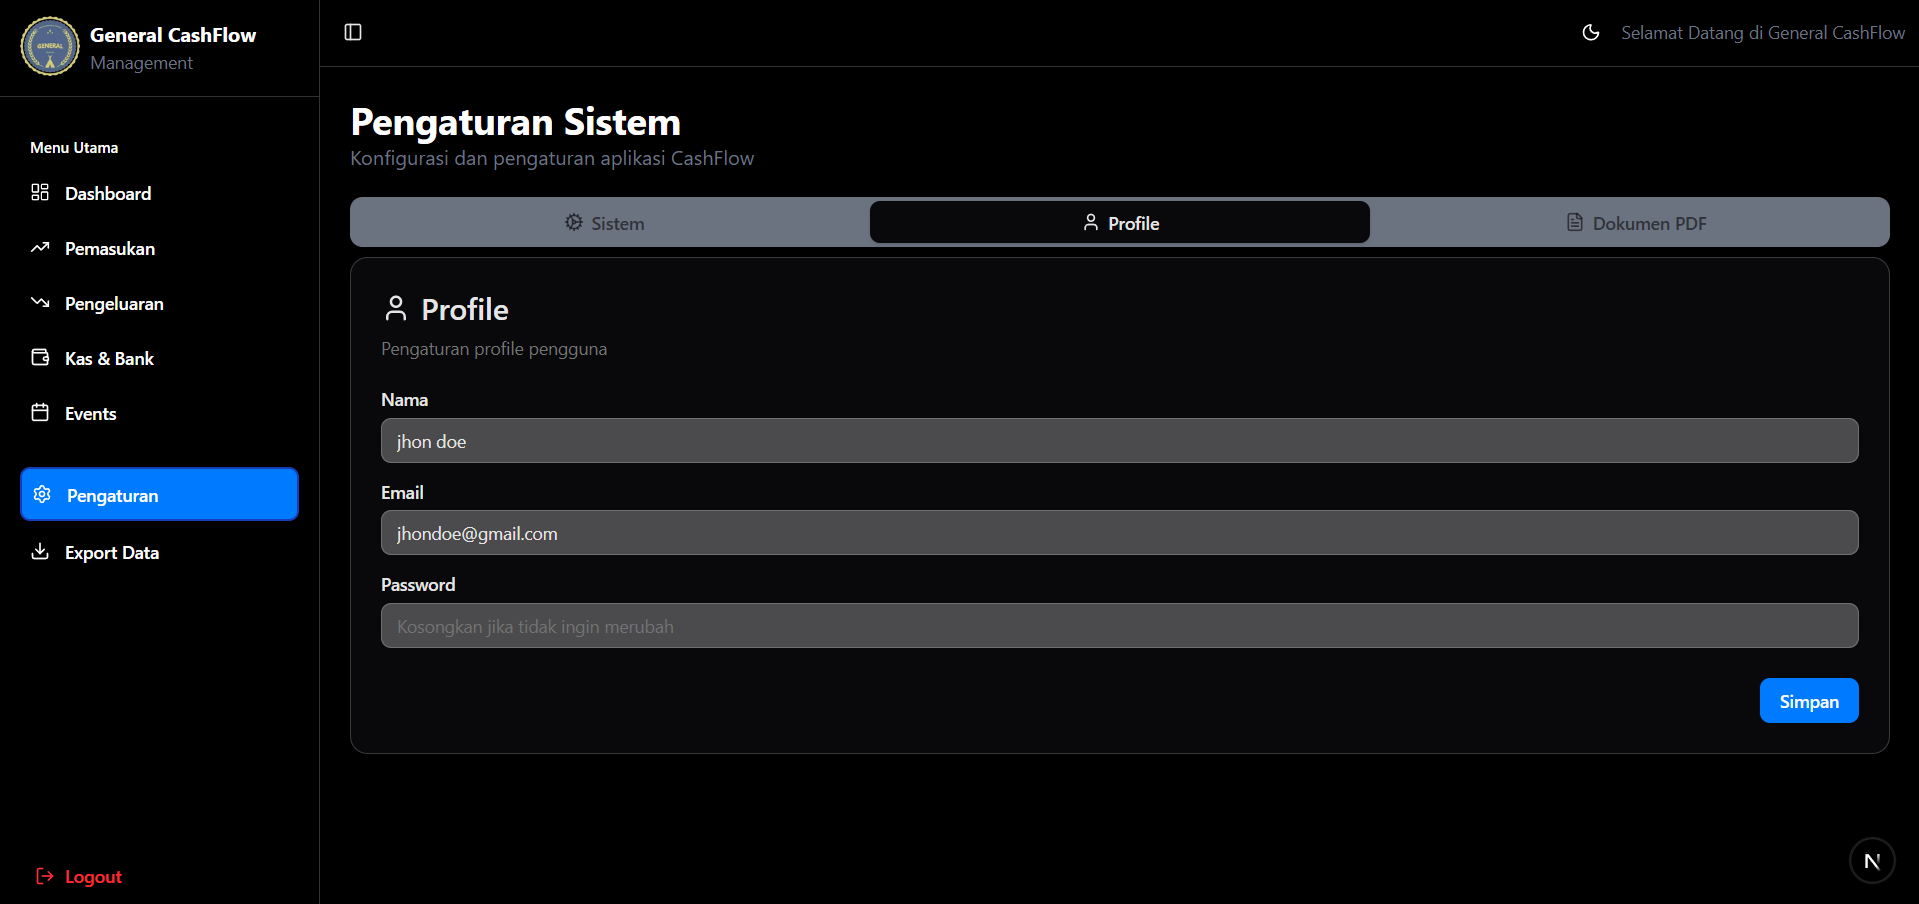 GENERAL
General CashFlow
Management
Selamat Datang di General CashFlow
Menu Utama
Dashboard
Pemasukan
Pengeluaran
Kas & Bank
Events
Pengaturan
Export Data
Logout
Pengaturan Sistem
Konfigurasi dan pengaturan aplikasi CashFlow
Sistem
Profile
Dokumen PDF
Profile
Pengaturan profile pengguna
Nama
jhon doe
Email
jhondoe@gmail.com
Password
Kosongkan jika tidak ingin merubah
Simpan
N